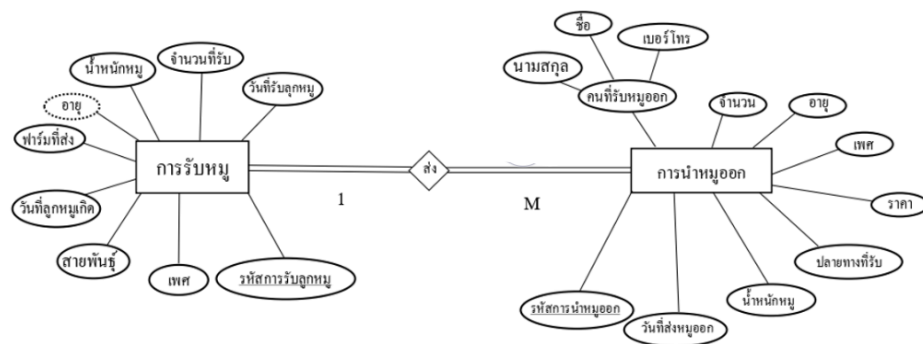 ชื่อ
เบอร์โทร
นามสกุล
คนที่รับหมูออก
น้ำหนักหมู
จำนวนที่รับ
วันที่รับลูกหมู
อายุ
ฟาร์มที่ส่ง
การรับหมู
วันที่ลูกหมูเกิด
สายพันธุ์
เพศ
รหัสการรับลูกหมู
1
ส่ง
M
จำนวน
อายุ
เพศ
การนำหมูออก
ราคา
ปลายทางที่รับ
น้ำหนักหมู
วันที่ส่งหมูออก
รหัสการนำหมูออก